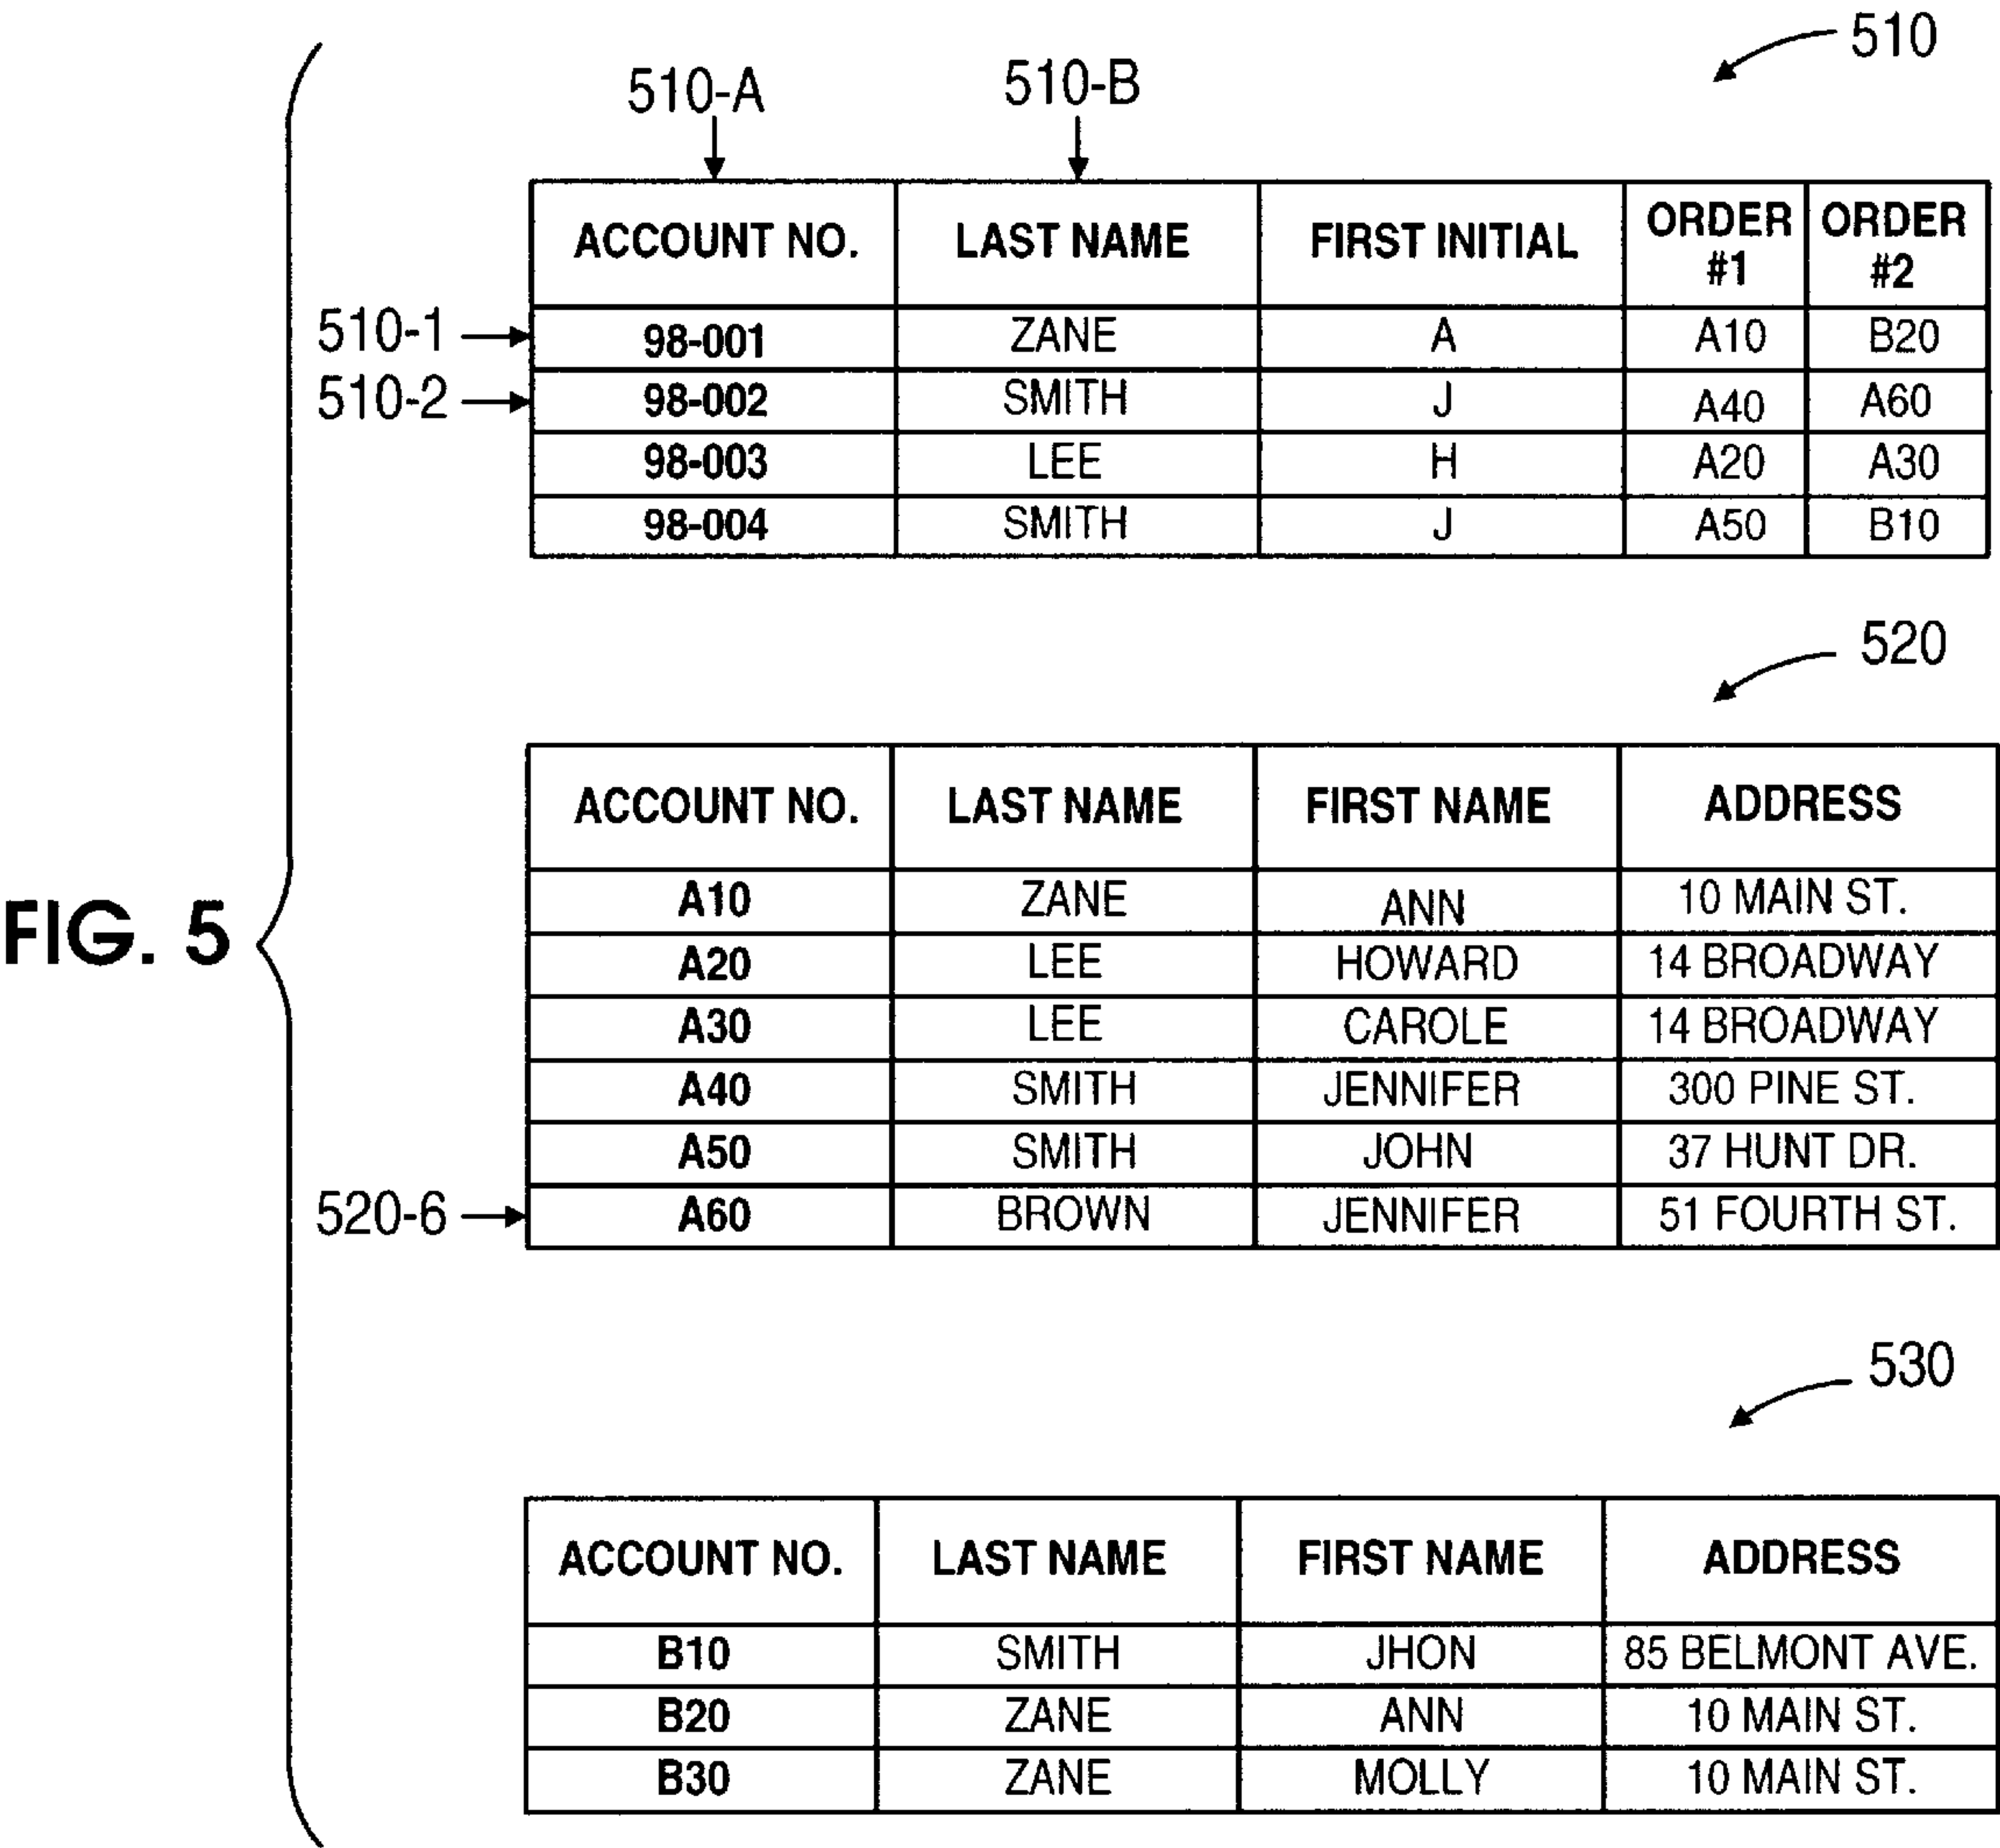 510
510-A 510-B
ACCOUNT NO. LAST NAME FIRST INITIAL ORDER #1 ORDER #2
510-1 98-001 ZANE A A10 B20
510-2 98-002 SMITH J A40 A60
98-003 LEE H A20 A30
98-004 SMITH J A50 B10
520
ACCOUNT NO. LAST NAME FIRST NAME ADDRESS
A10 ZANE ANN 10 MAIN ST.
FIG. 5
A20 LEE HOWARD 14 BROADWAY
A30 LEE CAROLE 14 BROADWAY
A40 SMITH JENNIFER 300 PINE ST.
A50 SMITH JOHN 37 HUNT DR.
520-6 A60 BROWN JENNIFER 51 FOURTH ST.
530
ACCOUNT NO. LAST NAME FIRST NAME ADDRESS
B10 SMITH JHON 85 BELMONT AVE.
B20 ZANE ANN 10 MAIN ST.
B30 ZANE MOLLY 10 MAIN ST.